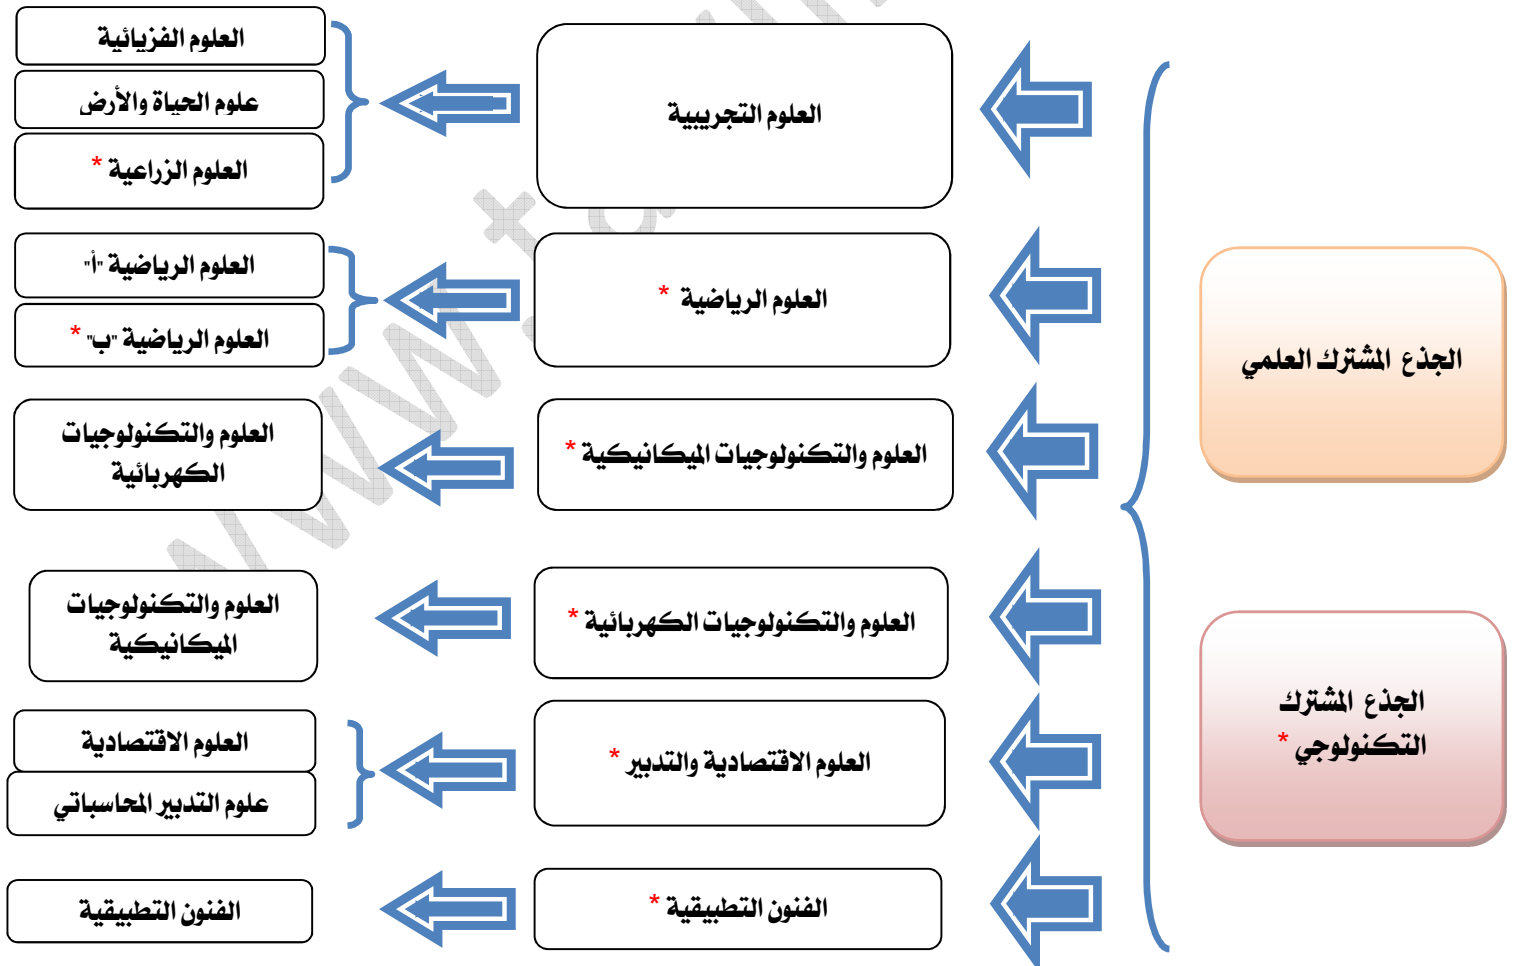 الجذع المشترك العلمي
الجذع المشترك
التكنولوجي *
العلوم التجريبية
العلوم الرياضية *
العلوم والتكنولوجيات الميكانيكية *
العلوم والتكنولوجيات الكهربائية *
العلوم الاقتصادية والتدبير *
الفنون التطبيقية *
العلوم الفزيائية
علوم الحياة والأرض
العلوم الزراعية *
العلوم الرياضية "أ"
العلوم الرياضية "ب" *
العلوم والتكنولوجيات
الكهربائية
العلوم والتكنولوجيات
الميكانيكية
العلوم الاقتصادية
علوم التدبير المحاسباتي
الفنون التطبيقية